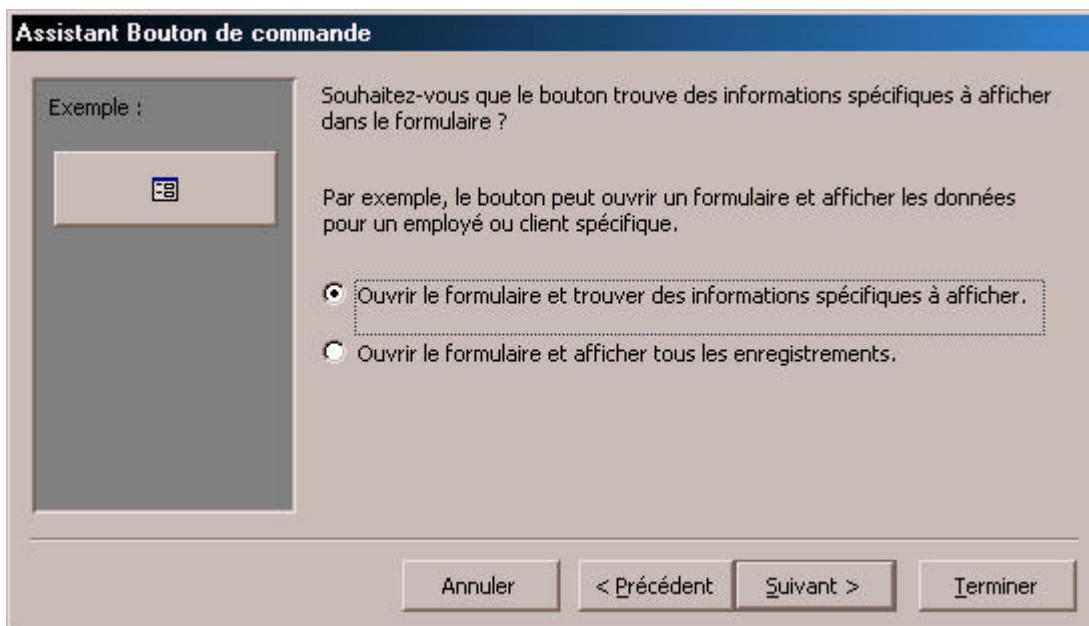 Assistant Bouton de commande
Exemple :
Souhaitez-vous que le bouton trouve des informations spécifiques à afficher
dans le formulaire ?
Par exemple, le bouton peut ouvrir un formulaire et afficher les données
pour un employé ou client spécifique.
Ouvrir le formulaire et trouver des informations spécifiques à afficher.
Ouvrir le formulaire et afficher tous les enregistrements.
Annuler
< Précédent
Suivant >
Terminer